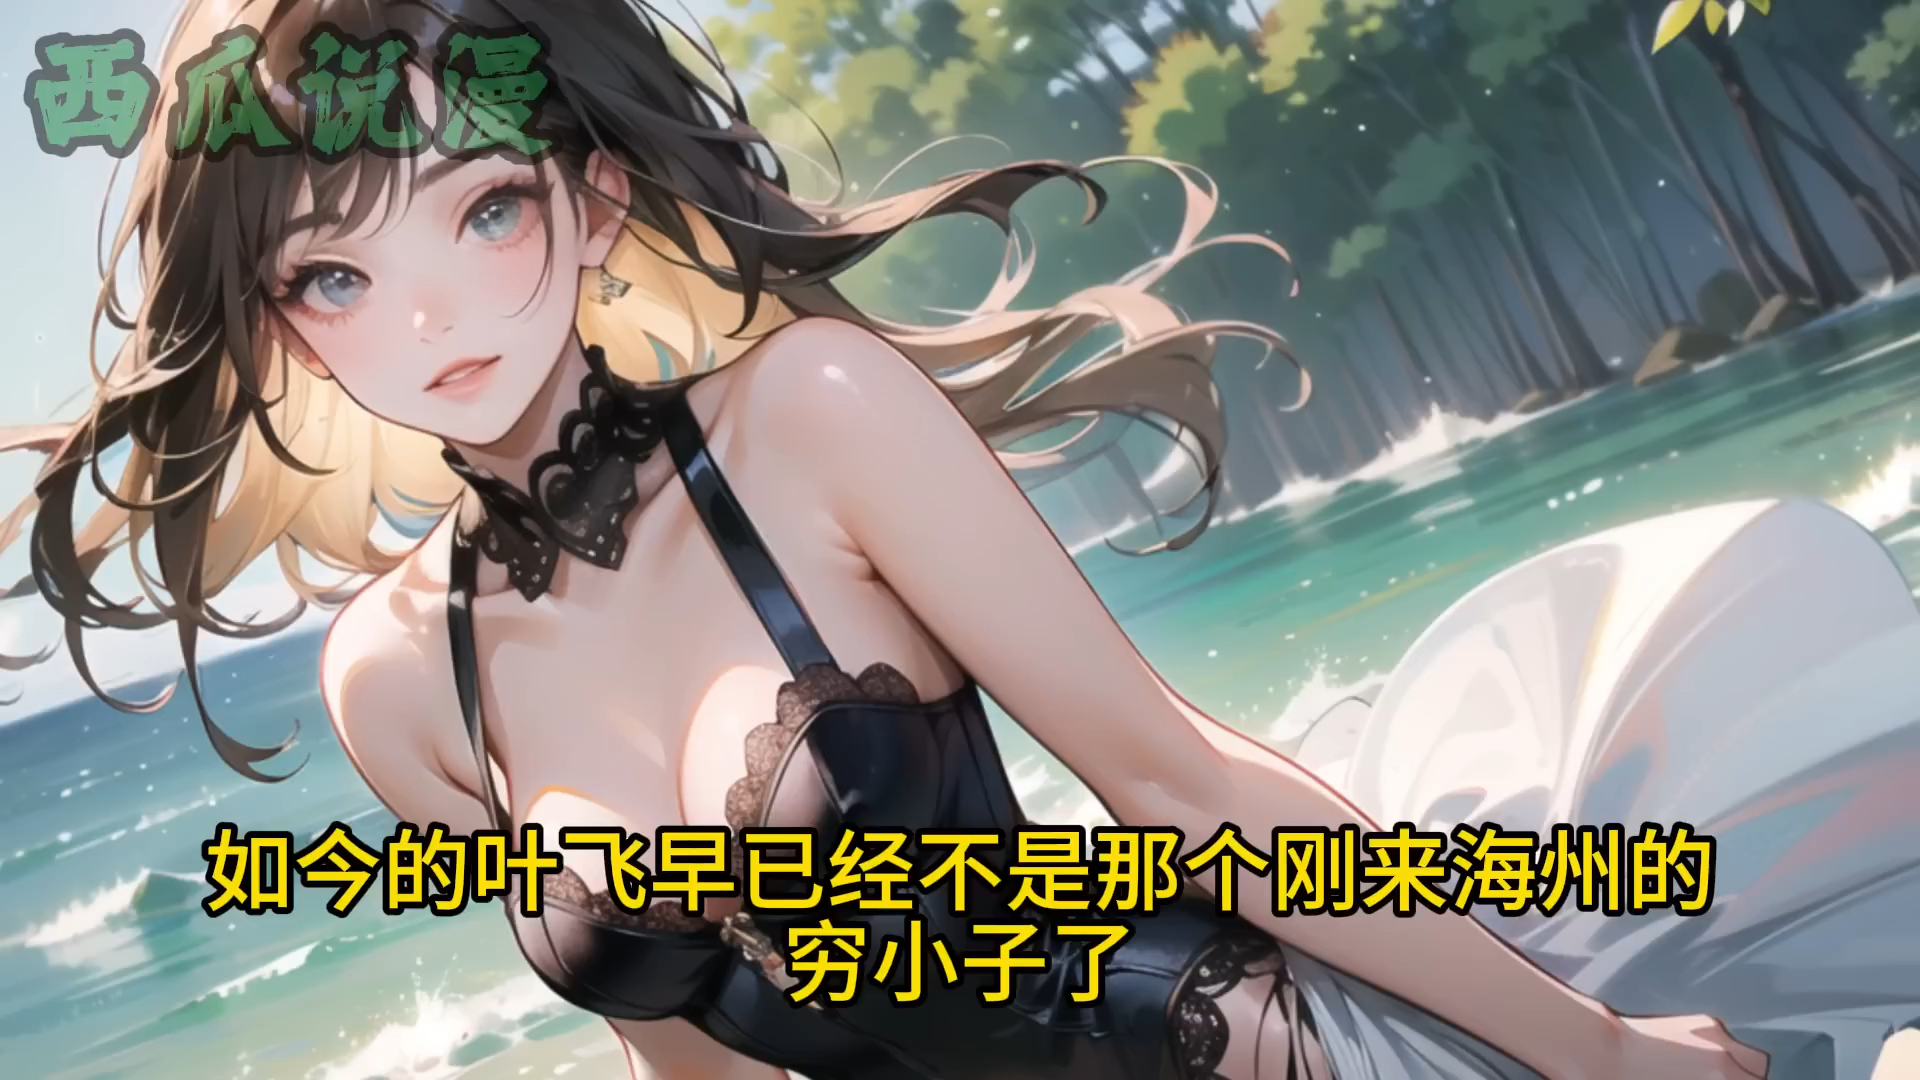 西瓜说漫
如今的叶飞早已经不是那个刚来海州的
穷小子了